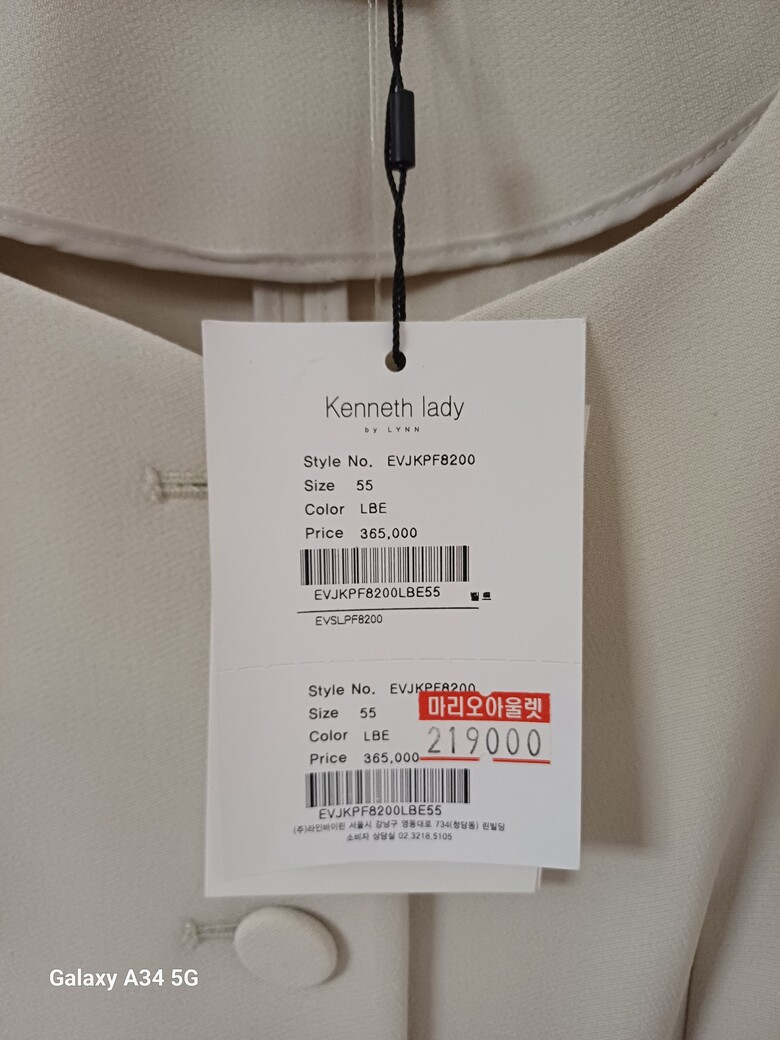 Kenneth lady
by LYNN
Style No. EVJKPF8200
Size 55
Color LBE
Price 365,000
EVJKPF8200LBE55 벨트
EVSLPF8200
Style No. EVJKPF8200
Size 55
마리오아울렛
Color LBE
219000
Price 365,000
EVJKPF8200LBE55
(주)라인바이린 서울시 강남구 영동대로 734(청담동) 린빌딩
소비자 상담실 02.3218.5105
Galaxy A34 5G